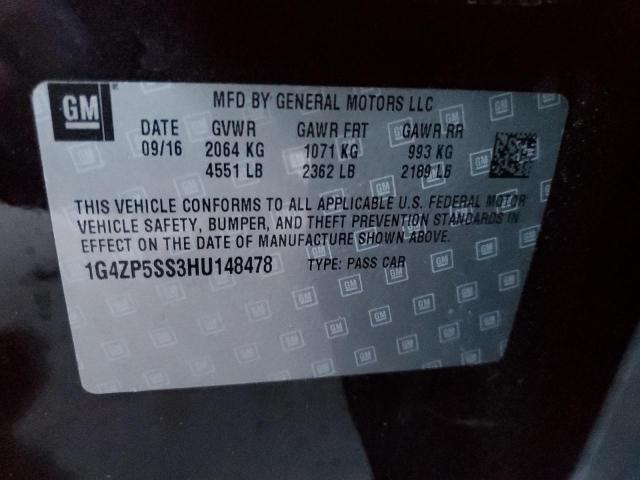 GM
MFD BY GENERAL MOTORS LLC
DATE GVWR GAWR FRT GAWR RR
09/16 2064 KG 1071 KG 993 KG
4551 LB 2362 LB 2189 LB
THIS VEHICLE CONFORMS TO ALL APPLICABLE U.S. FEDERAL MOTOR
VEHICLE SAFETY, BUMPER, AND THEFT PREVENTION STANDARDS IN
EFFECT ON THE DATE OF MANUFACTURE SHOWN ABOVE.
1G4ZP5SS3HU148478 TYPE: PASS CAR